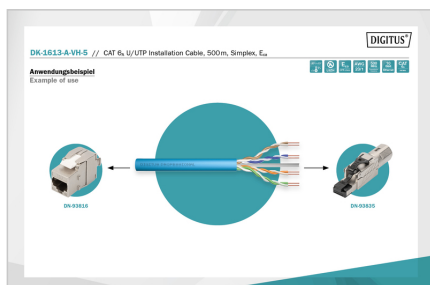 DIGITUS®
DK-1613-A-VH-5 // CAT 6A U/UTP Installation Cable, 500 m, Simplex, Eca
Anwendungsbeispiel
Example of use
DN-93616
DN-93635